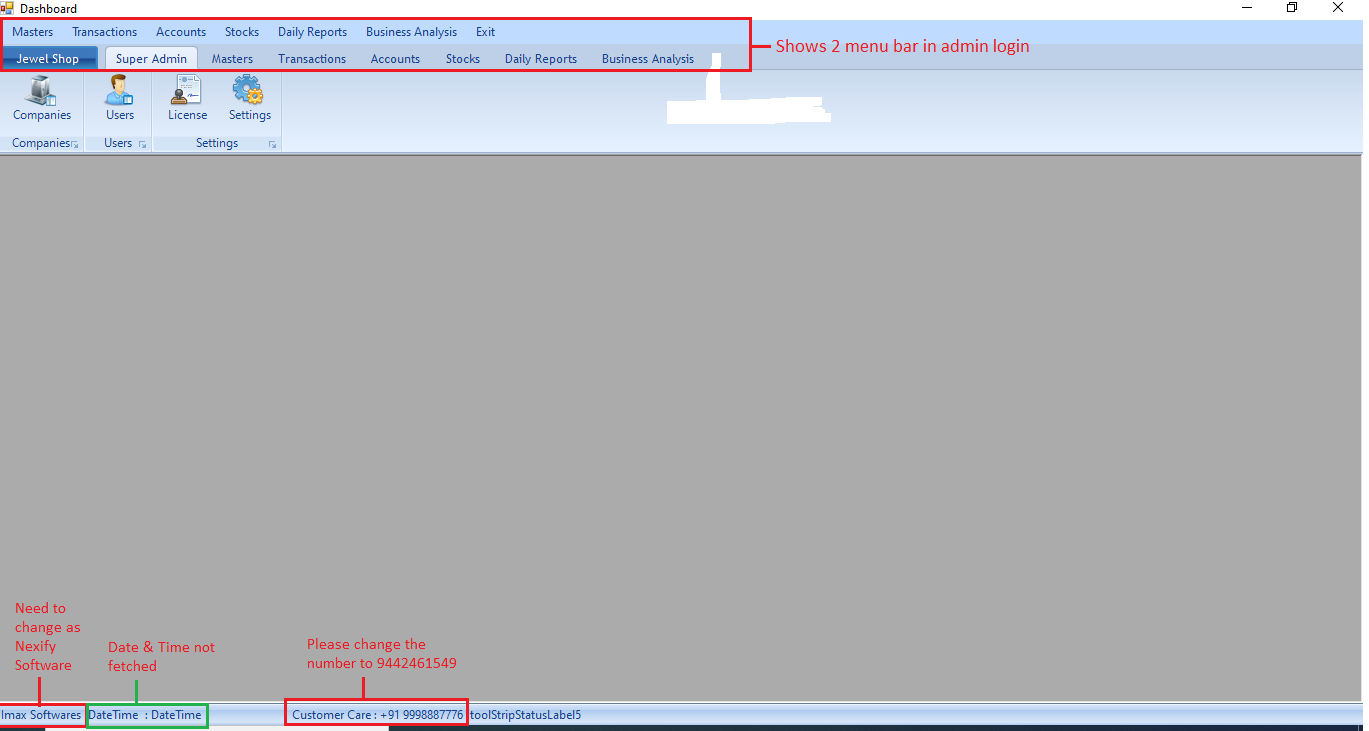 Dashboard
Masters Transactions Accounts Stocks Daily Reports Business Analysis Exit
Shows 2 menu bar in admin login
Jewel Shop Super Admin Masters Transactions Accounts Stocks Daily Reports Business Analysis
Companies Users License Settings
Companies Users Settings
Need to
change as
Nexify
Software
Date & Time not
fetched
Please change the
number to 9442461549
Imax Softwares DateTime : DateTime Customer Care : +91 9998887776 toolStripStatusLabel5